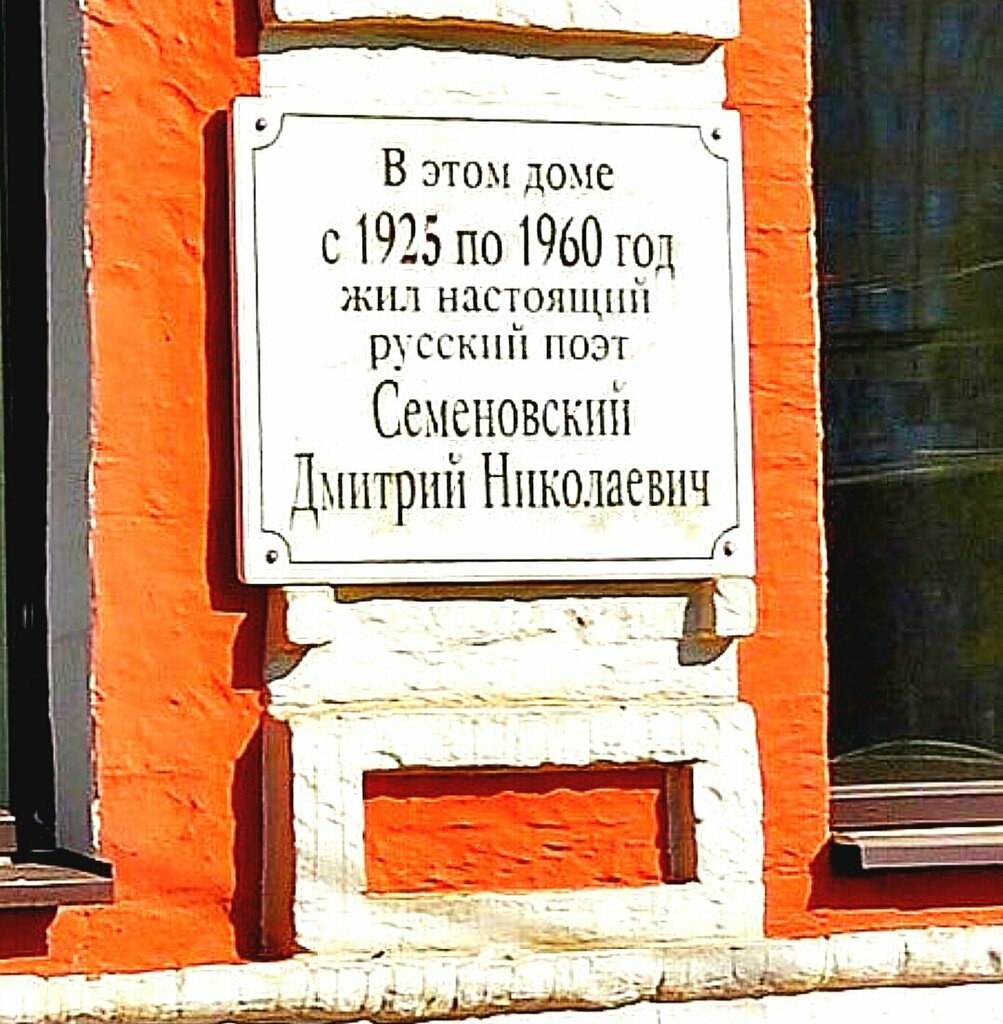 В этом доме
с 1925 по 1960 год
жил настоящий
русский поэт
Семеновский
Дмитрий Николаевич